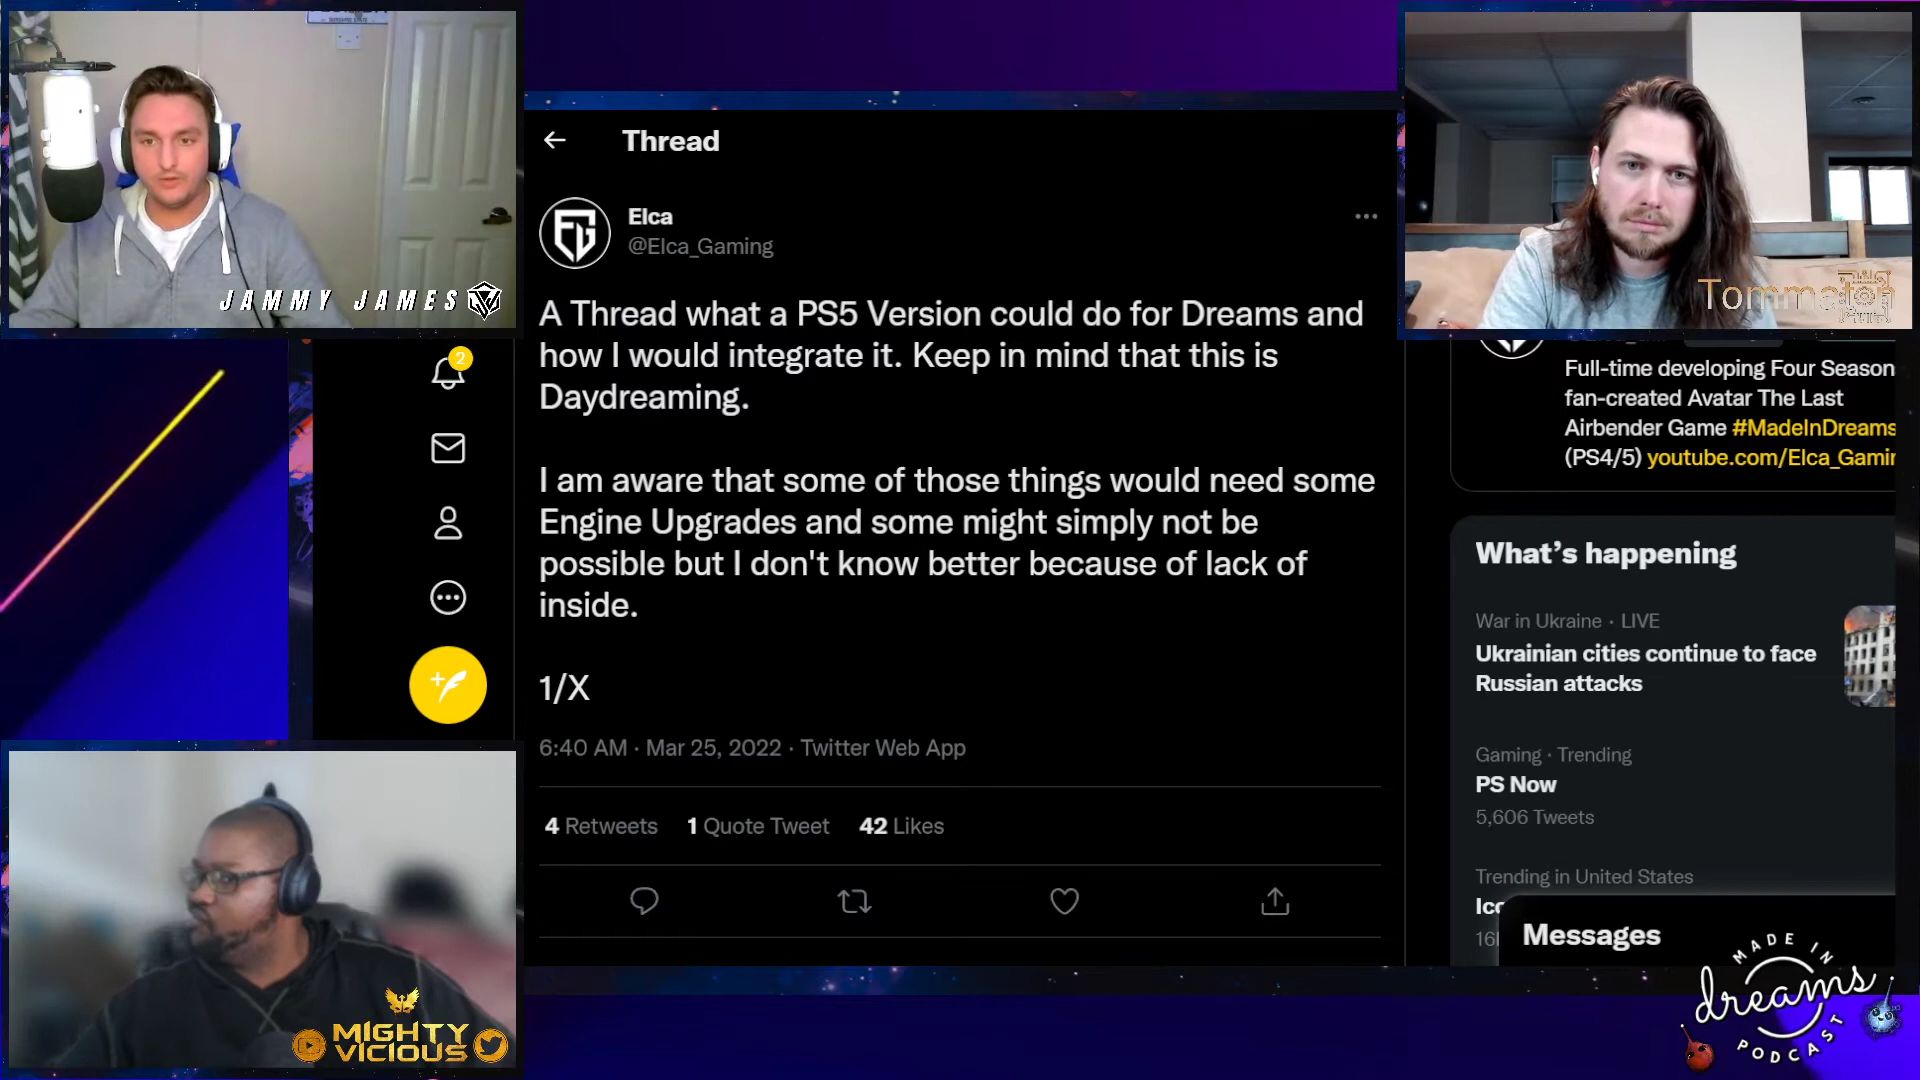 JAMMY JAMES
Thread
Elca
@Elca_Gaming
A Thread what a PS5 Version could do for Dreams and
how I would integrate it. Keep in mind that this is
Daydreaming.
I am aware that some of those things would need some
Engine Upgrades and some might simply not be
possible but I don't know better because of lack of
inside.
1/X
6:40 AM · Mar 25, 2022 · Twitter Web App
4 Retweets 1 Quote Tweet 42 Likes
2
Full-time developing Four Season
fan-created Avatar The Last
Airbender Game #MadeInDreams
(PS4/5) youtube.com/Elca_Gamin
What's happening
War in Ukraine · LIVE
Ukrainian cities continue to face
Russian attacks
Gaming · Trending
PS Now
5,606 Tweets
Trending in United States
Messages
MIGHTY
VICIOUS
MADE IN
dreams
PODCAST